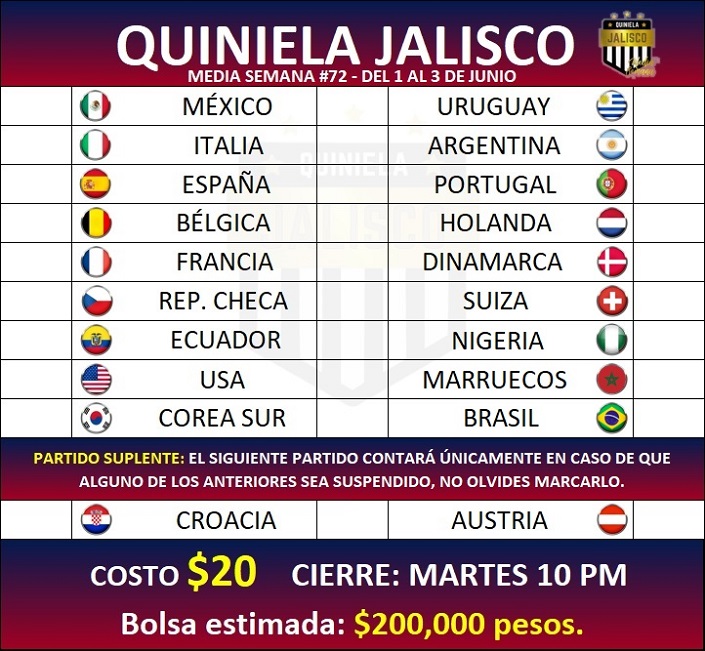 QUINIELA JALISCO
JALISCO
MEDIA SEMANA #72 - DEL 1 AL 3 DE JUNIO
MÉXICO URUGUAY
ITALIA ARGENTINA
QUINIELA
ESPAÑA PORTUGAL
JALISCO
BÉLGICA HOLANDA
FRANCIA DINAMARCA
REP. CHECA SUIZA
ECUADOR NIGERIA
USA MARRUECOS
COREA SUR BRASIL
PARTIDO SUPLENTE: EL SIGUIENTE PARTIDO CONTARÁ ÚNICAMENTE EN CASO DE QUE
ALGUNO DE LOS ANTERIORES SEA SUSPENDIDO, NO OLVIDES MARCARLO.
CROACIA AUSTRIA
COSTO $20 CIERRE: MARTES 10 PM
Bolsa estimada: $200,000 pesos.